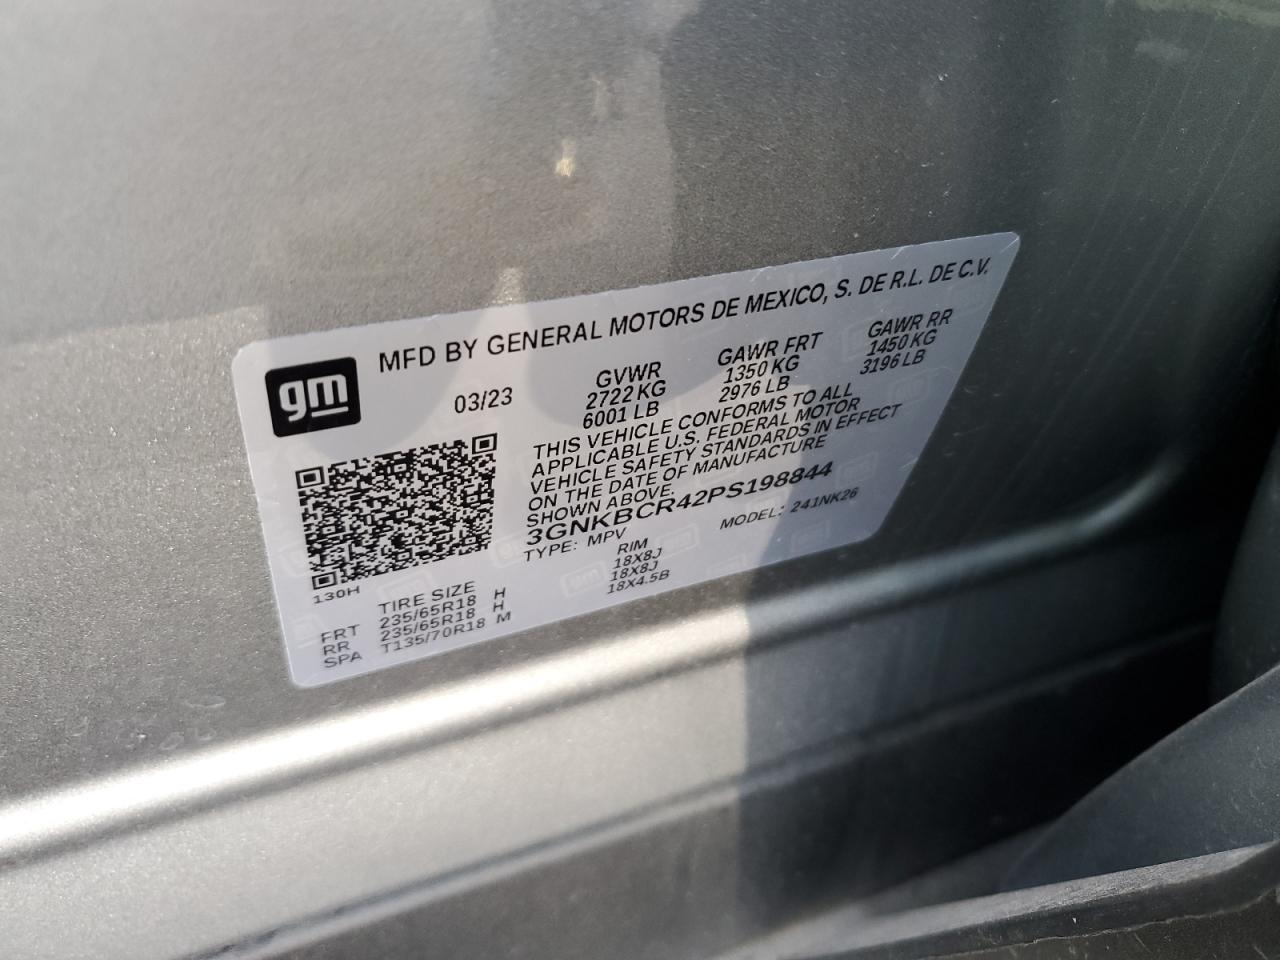 MFD BY GENERAL MOTORS DE MEXICO, S. DE R.L. DE C.V.
gm
03/23
GVWR GAWR FRT GAWR RR
2722 KG 1350 KG 1450 KG
6001 LB 2976 LB 3196 LB
THIS VEHICLE CONFORMS TO ALL
APPLICABLE U.S. FEDERAL MOTOR
VEHICLE SAFETY STANDARDS IN EFFECT
ON THE DATE OF MANUFACTURE
SHOWN ABOVE.
3GNKBCR42PS198844
TYPE: MPV MODEL: 241NK26
130H
TIRE SIZE RIM
FRT 235/65R18 H 18X8J
RR 235/65R18 H 18X8J
SPA T135/70R18 M 18X4.5B